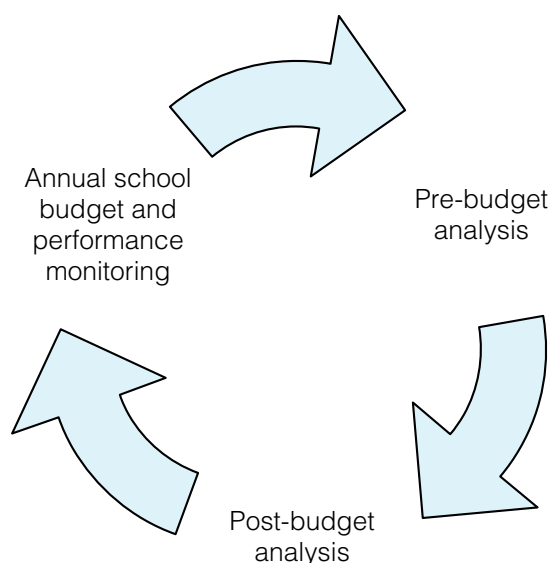 Annual school
budget and
performance
monitoring
Pre-budget
analysis
Post-budget
analysis